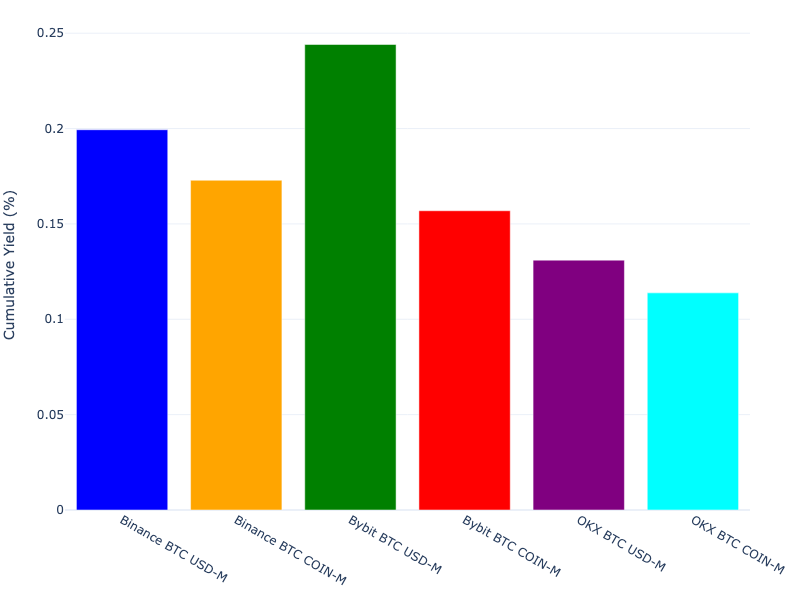 Cumulative Yield (%)
0.25
0.2
0.15
0.1
0.05
0
Binance BTC USD-M
Binance BTC COIN-M
Bybit BTC USD-M
Bybit BTC COIN-M
OKX BTC USD-M
OKX BTC COIN-M